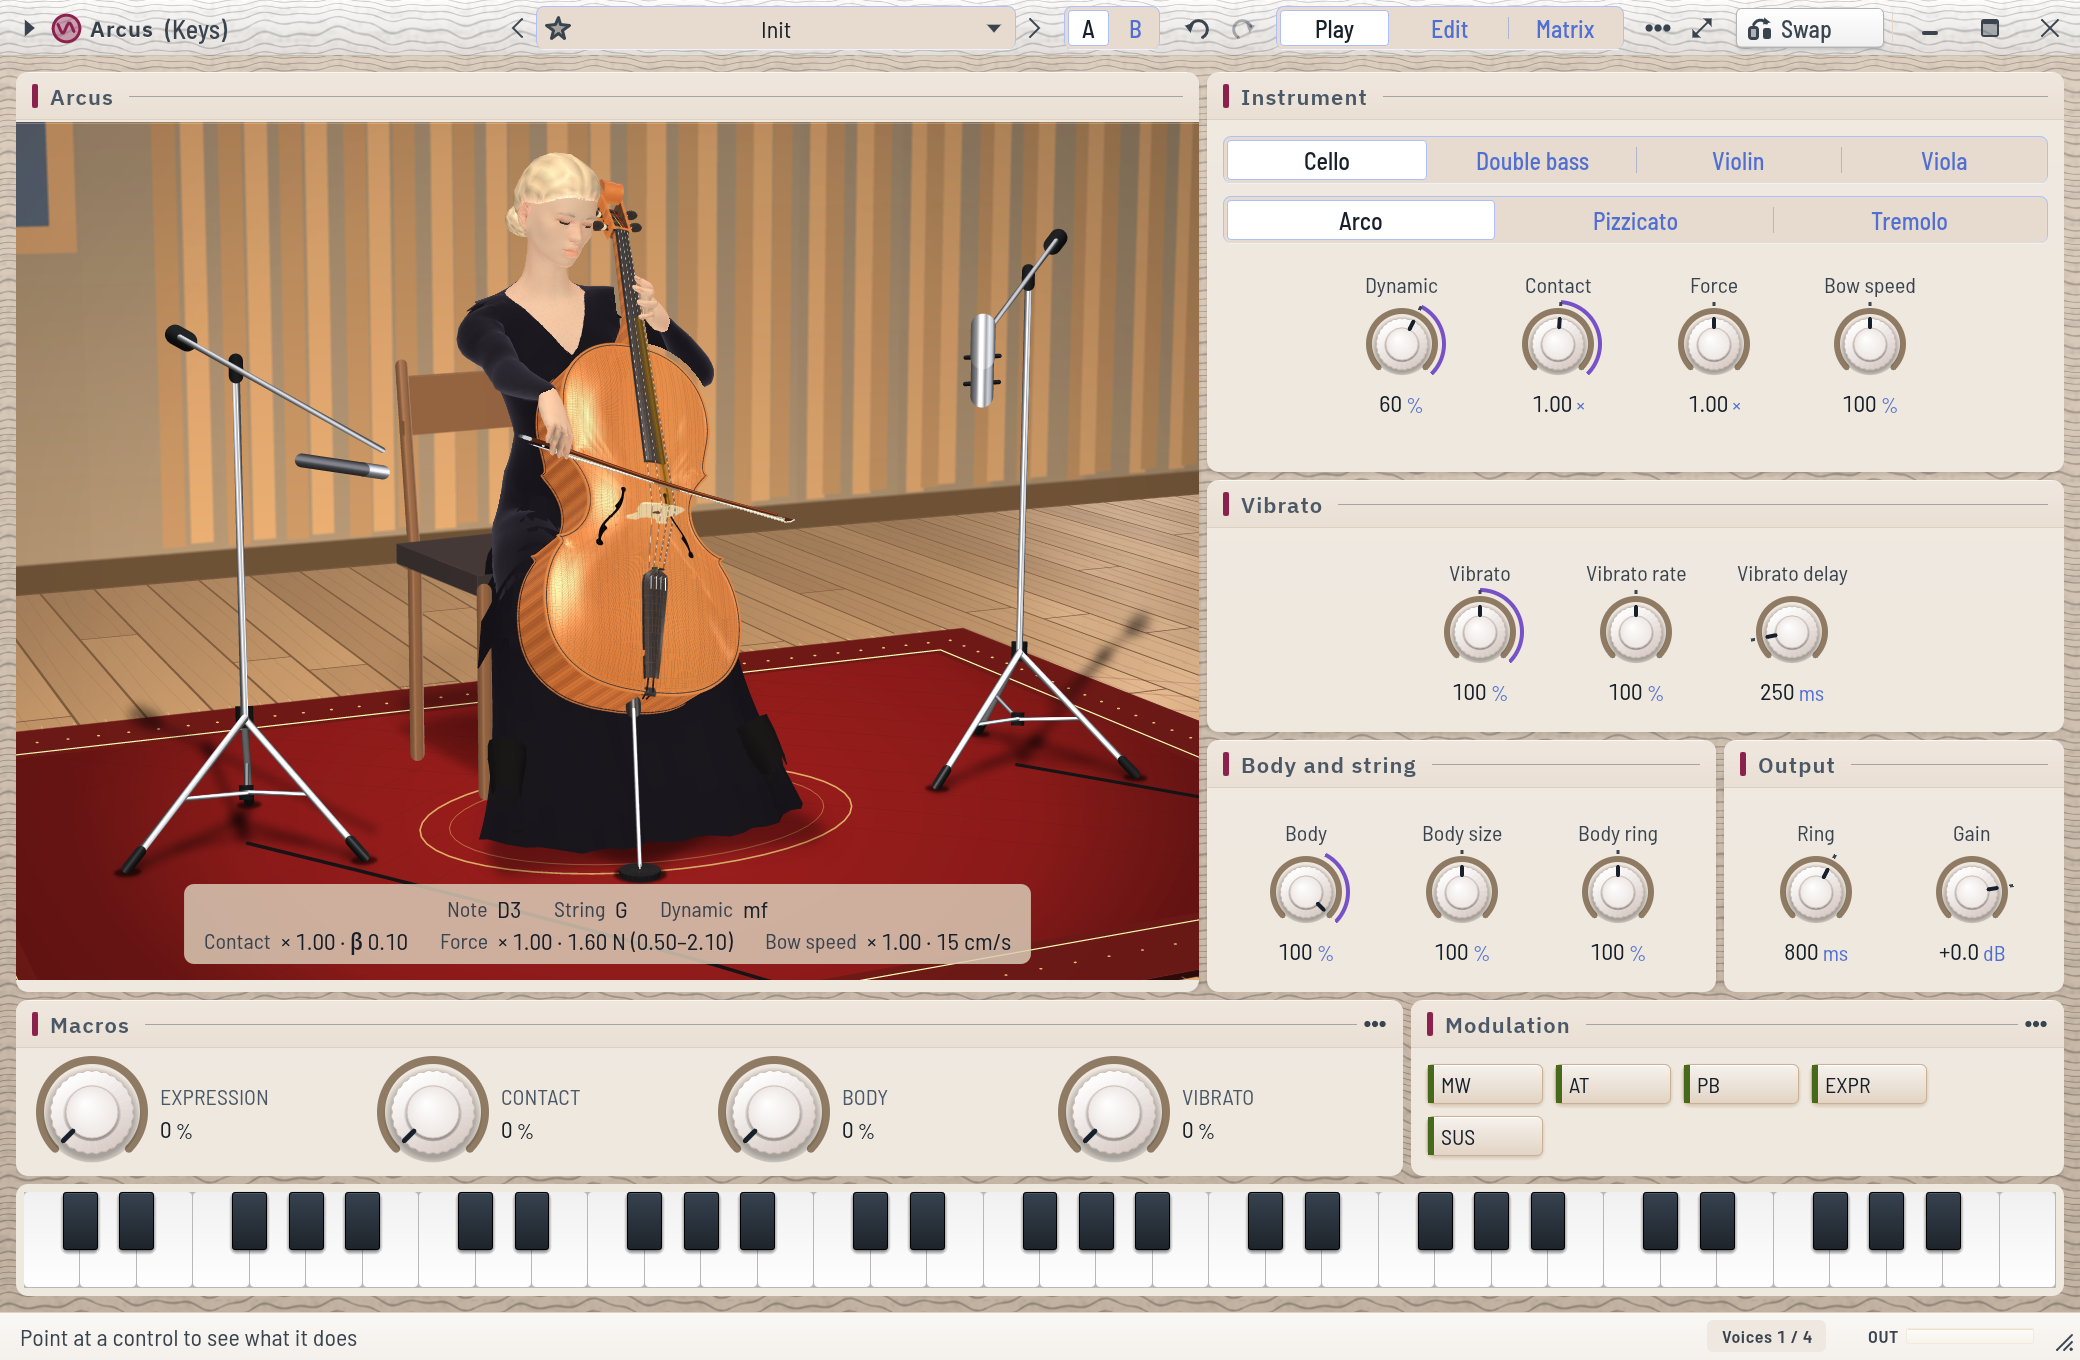 Arcus (Keys)
Init
A B
Play Edit Matrix
Swap
Arcus
Note D3 String G Dynamic mf
Contact × 1.00 · β 0.10 Force × 1.00 · 1.60 N (0.50–2.10) Bow speed × 1.00 · 15 cm/s
Instrument
Cello Double bass Violin Viola
Arco Pizzicato Tremolo
Dynamic Contact Force Bow speed
60 % 1.00 × 1.00 × 100 %
Vibrato
Vibrato Vibrato rate Vibrato delay
100 % 100 % 250 ms
Body and string
Body Body size Body ring
100 % 100 % 100 %
Output
Ring Gain
800 ms +0.0 dB
Macros
EXPRESSION
0 %
CONTACT
0 %
BODY
0 %
VIBRATO
0 %
Modulation
MW AT PB EXPR
SUS
Point at a control to see what it does
Voices 1 / 4 OUT